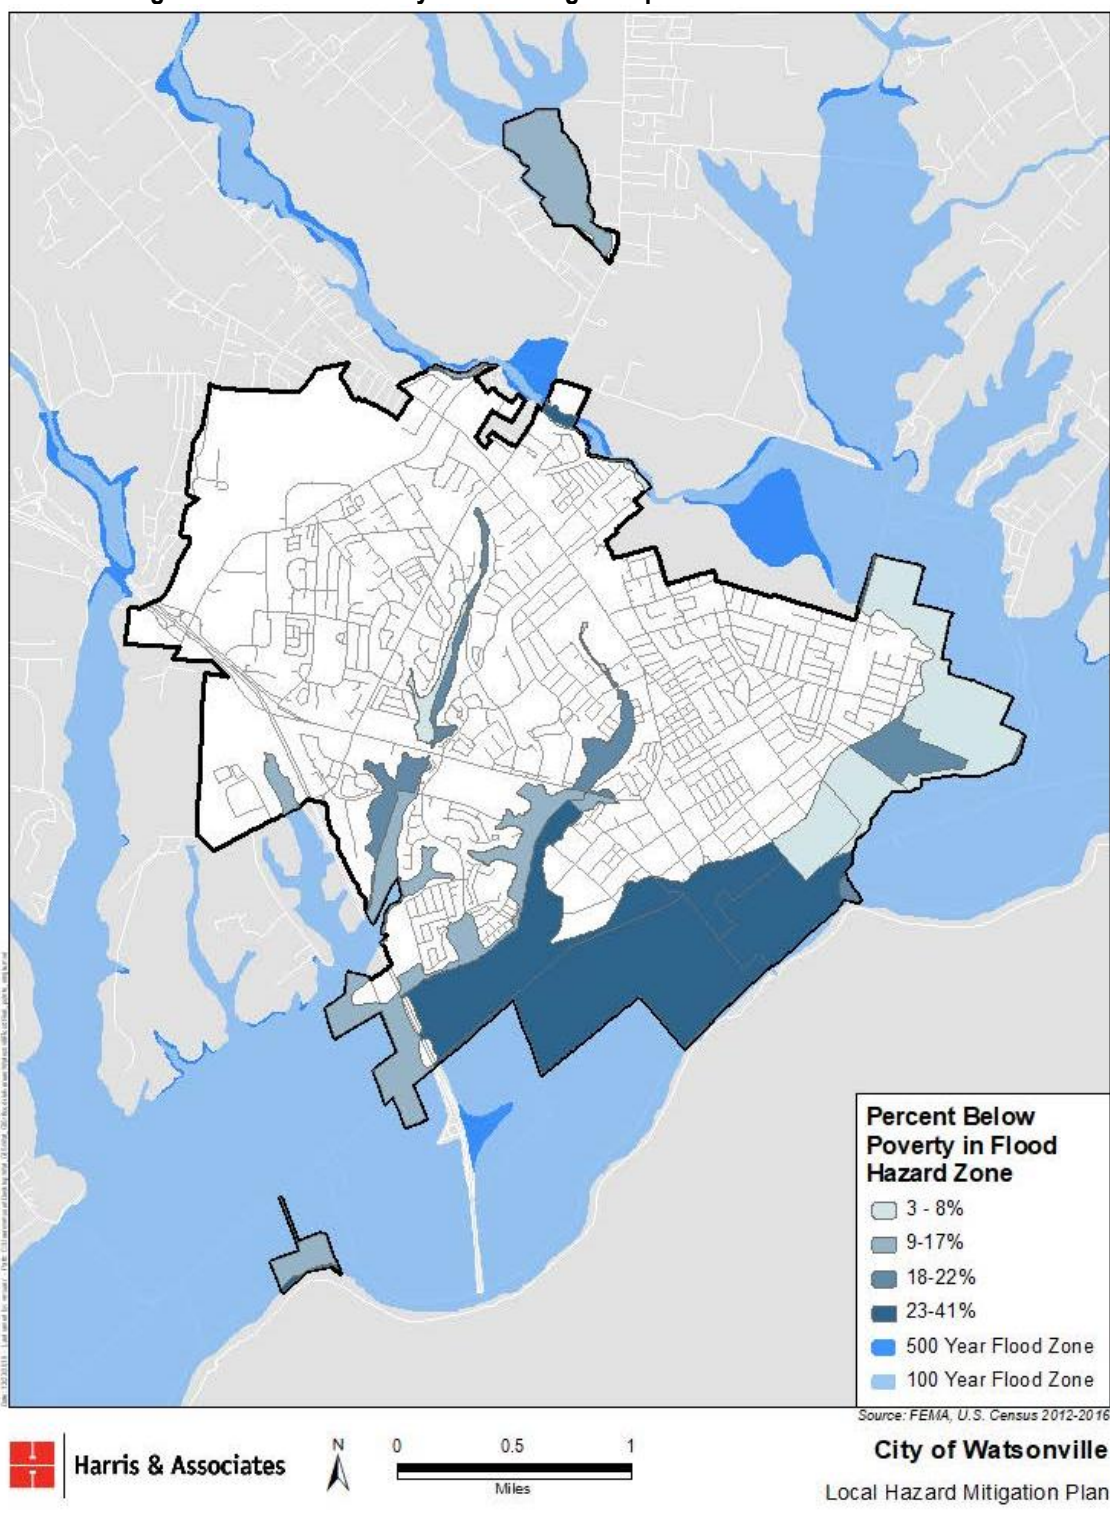 Percent Below
Poverty in Flood
Hazard Zone
3 - 8%
9-17%
18-22%
23-41%
500 Year Flood Zone
100 Year Flood Zone
Source: FEMA, U.S. Census 2012-2016
Harris & Associates
N
0 0.5 1
Miles
City of Watsonville
Local Hazard Mitigation Plan